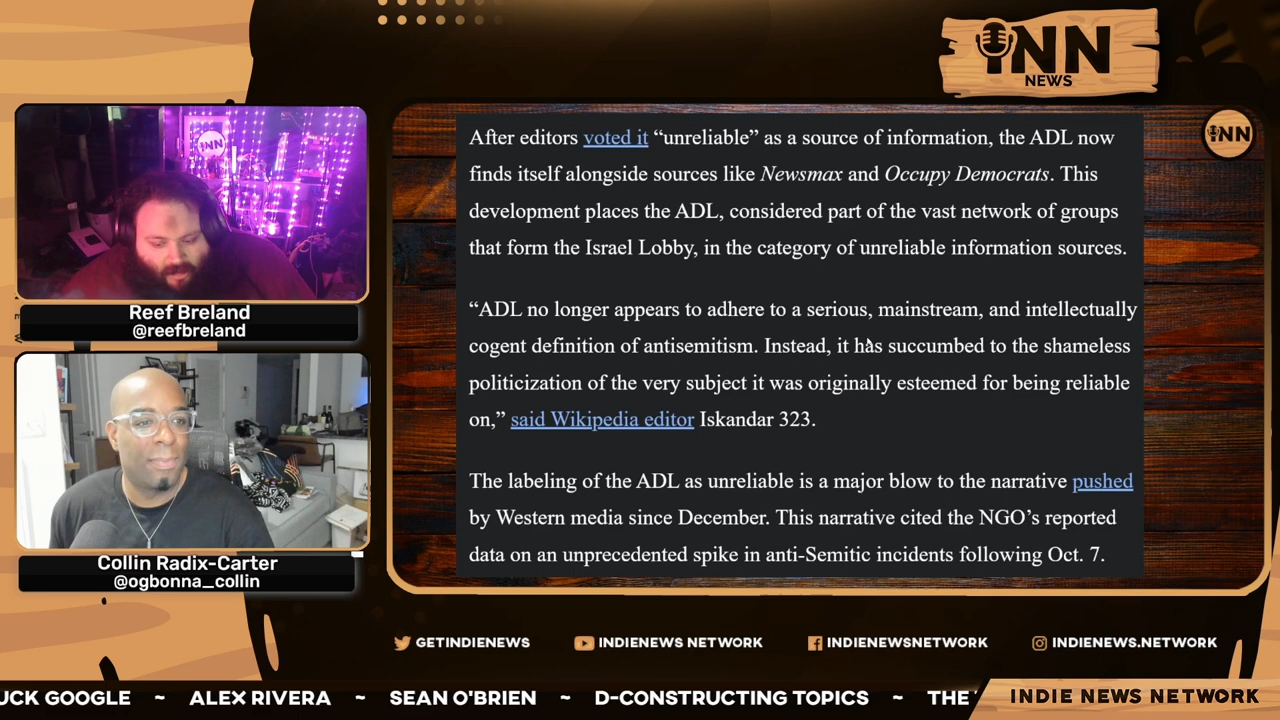 INN
NEWS
INN
After editors voted it “unreliable” as a source of information, the ADL now
finds itself alongside sources like Newsmax and Occupy Democrats. This
development places the ADL, considered part of the vast network of groups
that form the Israel Lobby, in the category of unreliable information sources.
“ADL no longer appears to adhere to a serious, mainstream, and intellectually
cogent definition of antisemitism. Instead, it has succumbed to the shameless
politicization of the very subject it was originally esteemed for being reliable
on,” said Wikipedia editor Iskandar 323.
The labeling of the ADL as unreliable is a major blow to the narrative pushed
by Western media since December. This narrative cited the NGO’s reported
data on an unprecedented spike in anti-Semitic incidents following Oct. 7.
INN
Reef Breland
@reefbreland
Collin Radix-Carter
@ogbonna_collin
GETINDIENEWS
INDIENEWS NETWORK
INDIENEWSNETWORK
INDIENEWS.NETWORK
UCK GOOGLE ~ ALEX RIVERA ~ SEAN O'BRIEN ~ D-CONSTRUCTING TOPICS ~ THE
INDIE NEWS NETWORK